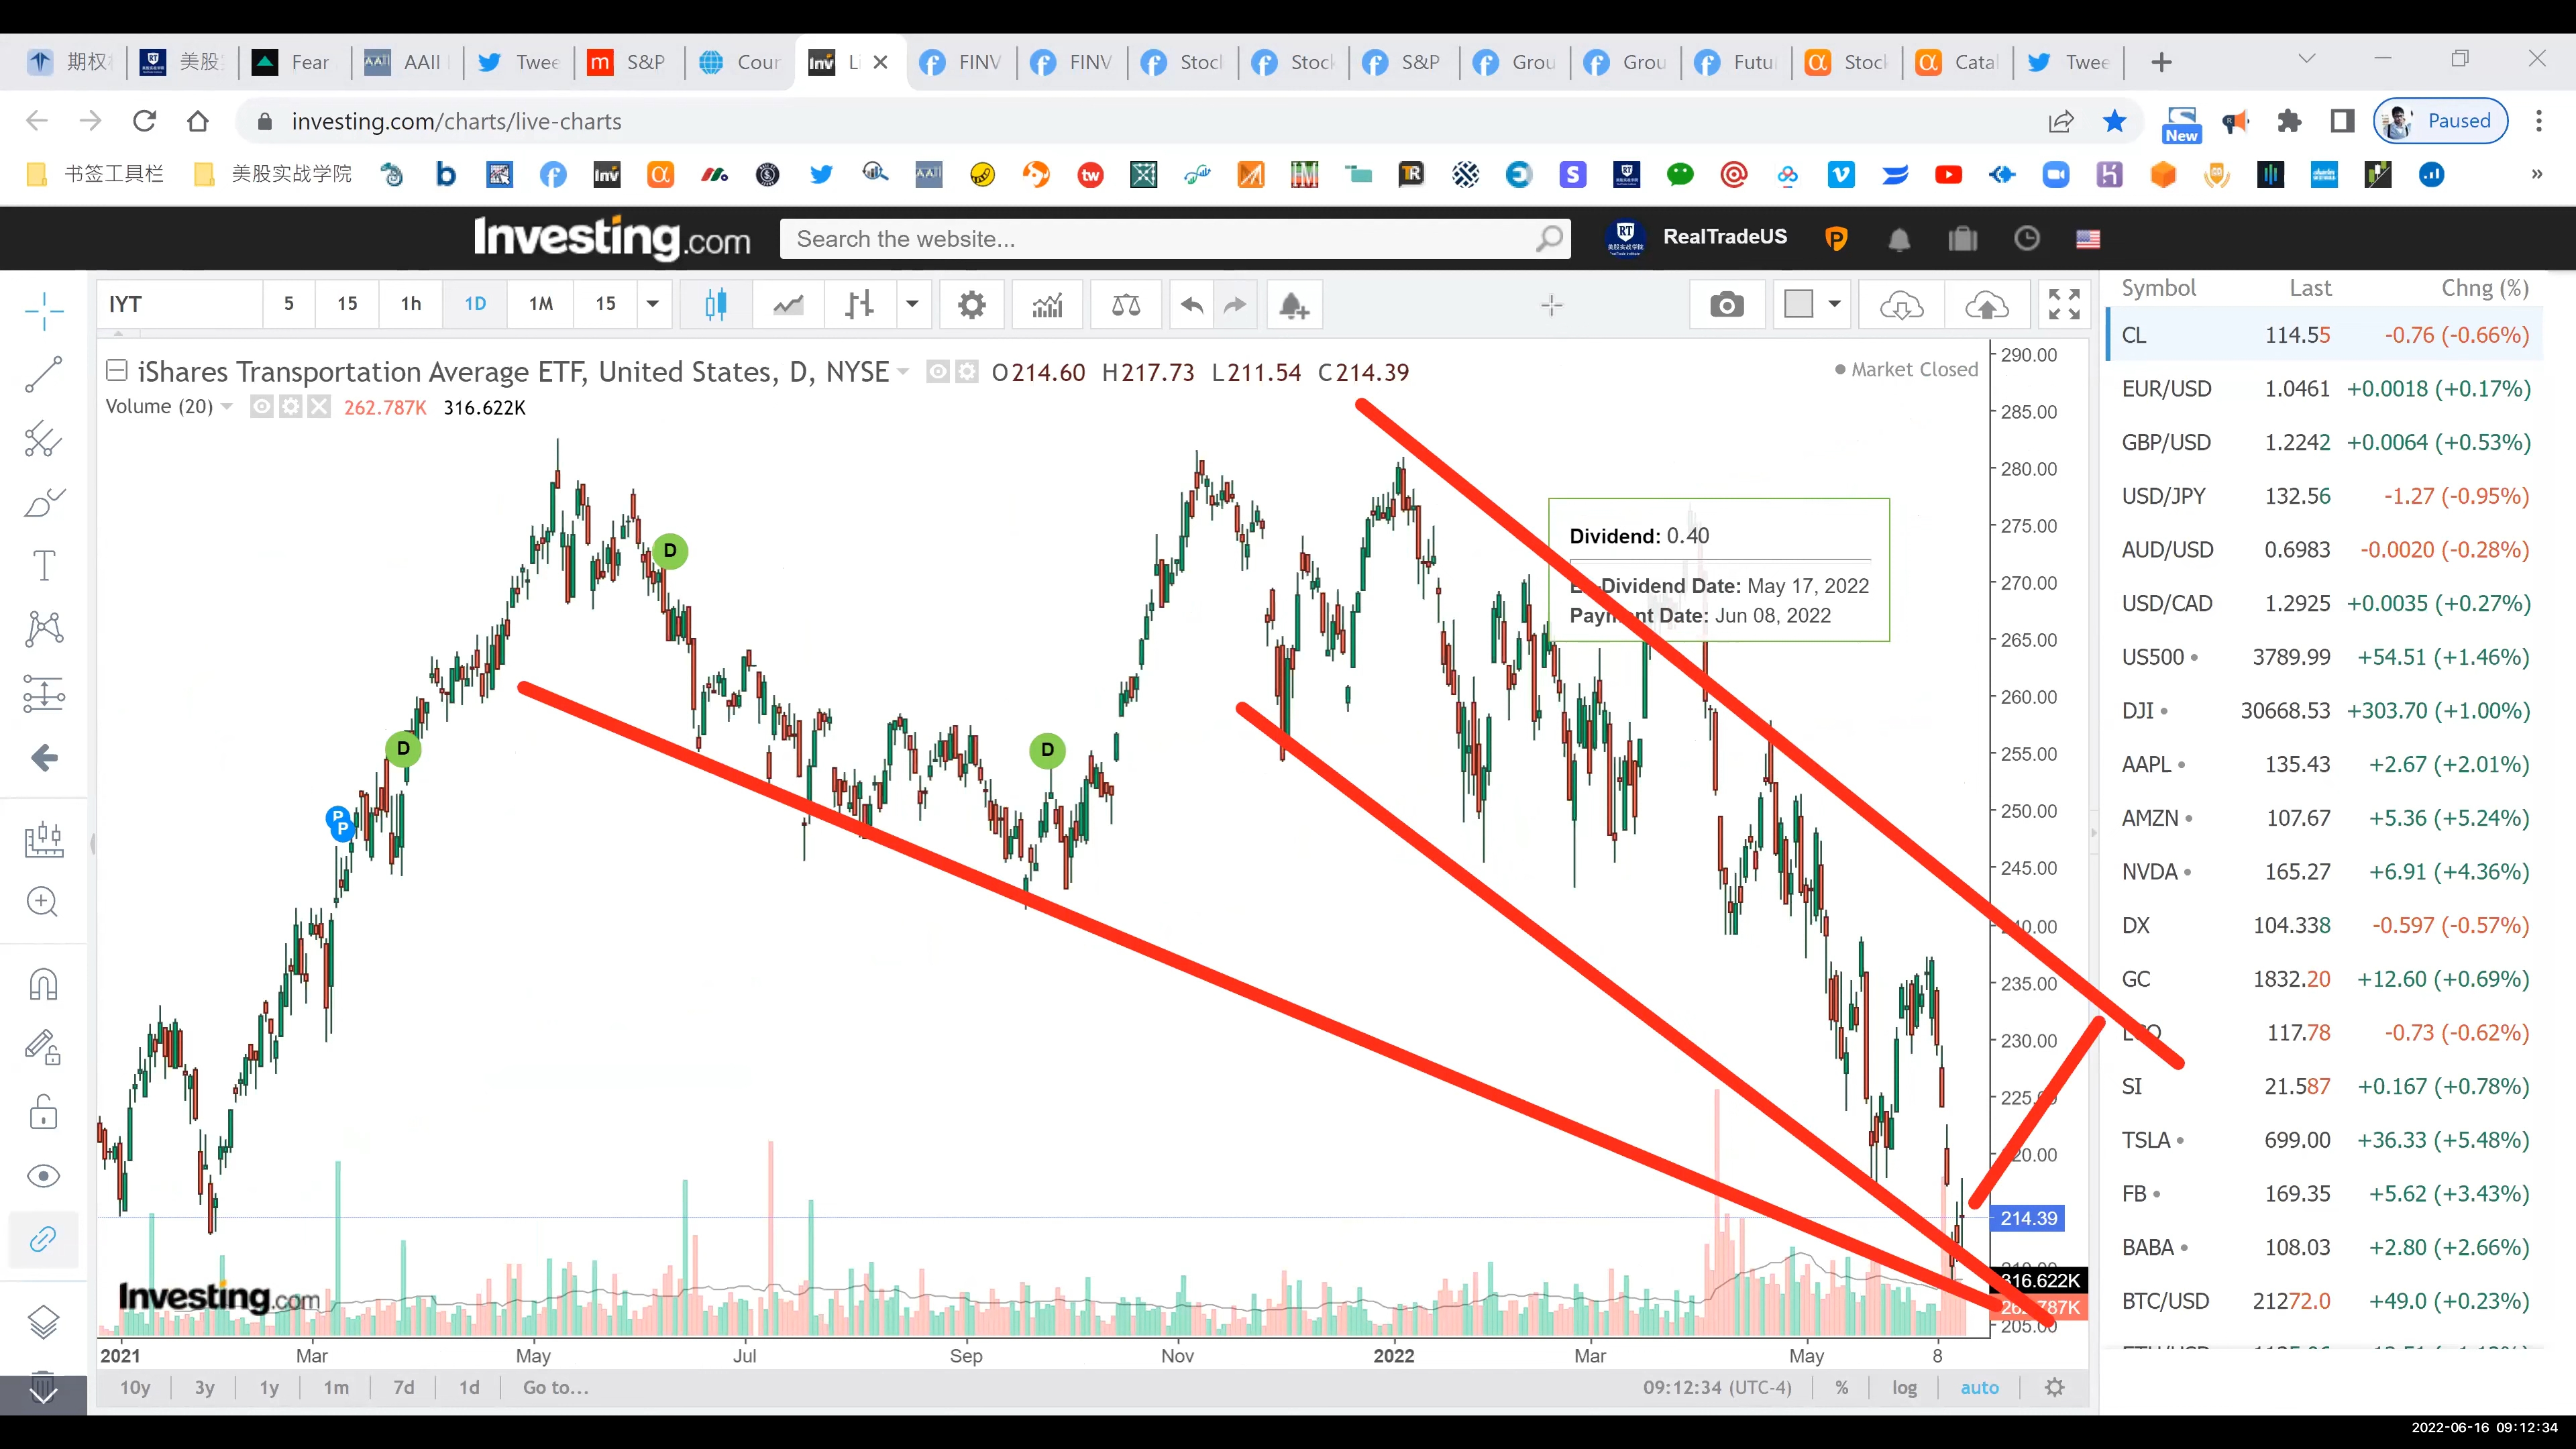 期权 美股 Fear AAII Twee S&P Cour Li FINV FINV Stocl Stock S&P Grou Grou Futu Stock Catal Twee
investing.com/charts/live-charts New Paused
书签工具栏 美股实战学院
Investing.com Search the website... RealTradeUS
IYT 5 15 1h 1D 1M 15 Symbol Last Chng (%)
iShares Transportation Average ETF, United States, D, NYSE O214.60 H217.73 L211.54 C214.39 Market Closed
Volume (20) 262.787K 316.622K
CL 114.55 -0.76 (-0.66%)
EUR/USD 1.0461 +0.0018 (+0.17%)
GBP/USD 1.2242 +0.0064 (+0.53%)
USD/JPY 132.56 -1.27 (-0.95%)
AUD/USD 0.6983 -0.0020 (-0.28%)
USD/CAD 1.2925 +0.0035 (+0.27%)
US500 3789.99 +54.51 (+1.46%)
DJI 30668.53 +303.70 (+1.00%)
AAPL 135.43 +2.67 (+2.01%)
AMZN 107.67 +5.36 (+5.24%)
NVDA 165.27 +6.91 (+4.36%)
DX 104.338 -0.597 (-0.57%)
GC 1832.20 +12.60 (+0.69%)
117.78 -0.73 (-0.62%)
SI 21.587 +0.167 (+0.78%)
TSLA 699.00 +36.33 (+5.48%)
FB 169.35 +5.62 (+3.43%)
BABA 108.03 +2.80 (+2.66%)
BTC/USD 21272.0 +49.0 (+0.23%)
290.00
285.00
280.00
275.00
270.00
265.00
260.00
255.00
250.00
245.00
235.00
230.00
214.39
316.622K
205.00
Dividend: 0.40
Dividend Date: May 17, 2022
Date: Jun 08, 2022
D
D
D
P
P
Investing.com
2021 Mar May Jul Sep Nov 2022 Mar May 8
10y 3y 1y 1m 7d 1d Go to... 09:12:34 (UTC-4) % log auto
2022-06-16 09:12:34